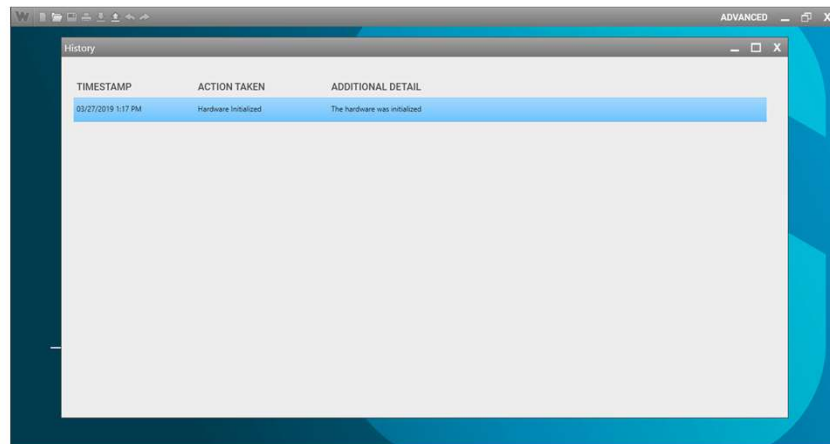 W
ADVANCED
History
TIMESTAMP ACTION TAKEN ADDITIONAL DETAIL
03/27/2019 1:17 PM Hardware Initialized The hardware was initialized